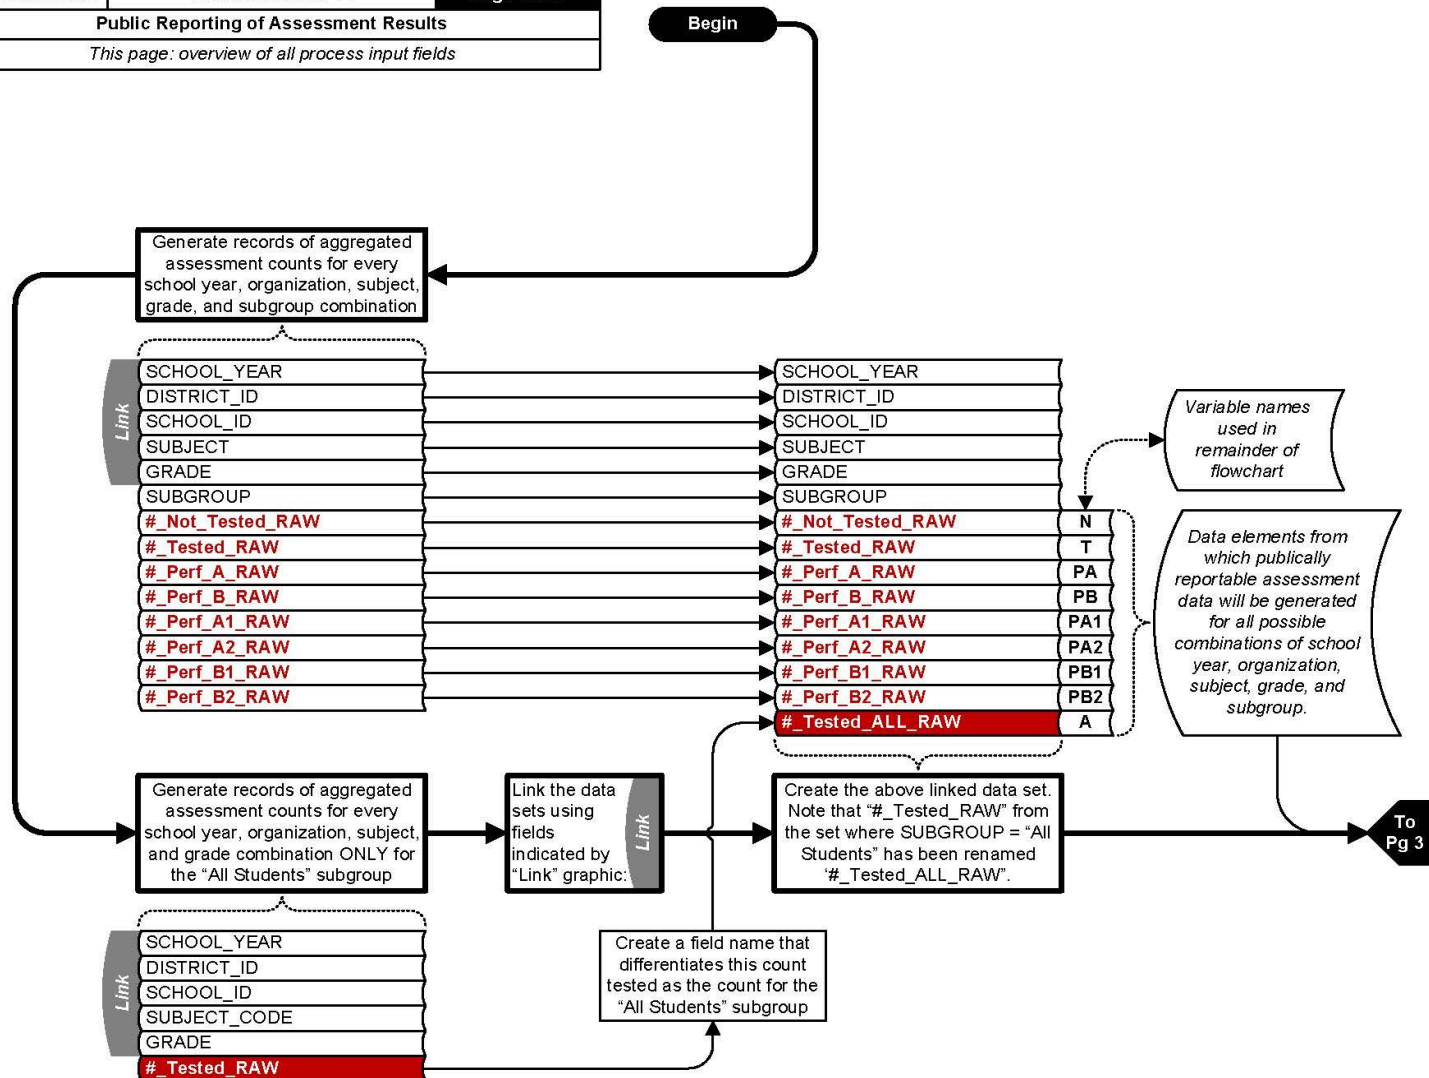 Public Reporting of Assessment Results
This page: overview of all process input fields
Begin
Generate records of aggregated
assessment counts for every
school year, organization, subject,
grade, and subgroup combination
Link
SCHOOL_YEAR
DISTRICT_ID
SCHOOL_ID
SUBJECT
GRADE
SUBGROUP
#_Not_Tested_RAW
#_Tested_RAW
#_Perf_A_RAW
#_Perf_B_RAW
#_Perf_A1_RAW
#_Perf_A2_RAW
#_Perf_B1_RAW
#_Perf_B2_RAW
SCHOOL_YEAR
DISTRICT_ID
SCHOOL_ID
SUBJECT
GRADE
SUBGROUP
#_Not_Tested_RAW N
#_Tested_RAW T
#_Perf_A_RAW PA
#_Perf_B_RAW PB
#_Perf_A1_RAW PA1
#_Perf_A2_RAW PA2
#_Perf_B1_RAW PB1
#_Perf_B2_RAW PB2
#_Tested_ALL_RAW A
Variable names
used in
remainder of
flowchart
Data elements from
which publically
reportable assessment
data will be generated
for all possible
combinations of school
year, organization,
subject, grade, and
subgroup.
Generate records of aggregated
assessment counts for every
school year, organization, subject,
and grade combination ONLY for
the “All Students” subgroup
Link the data
sets using
fields
indicated by
“Link” graphic:
Link
Create the above linked data set.
Note that “#_Tested_RAW” from
the set where SUBGROUP = “All
Students” has been renamed
‘#_Tested_ALL_RAW”.
To
Pg 3
Link
SCHOOL_YEAR
DISTRICT_ID
SCHOOL_ID
SUBJECT_CODE
GRADE
#_Tested_RAW
Create a field name that
differentiates this count
tested as the count for the
“All Students” subgroup